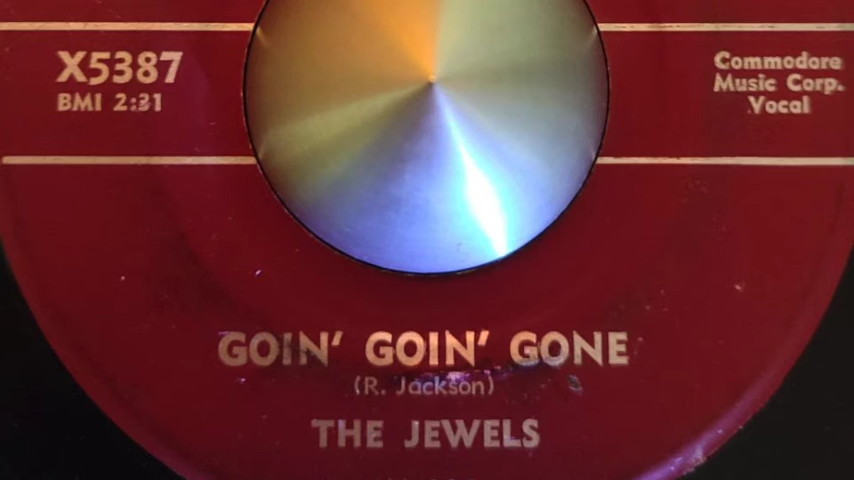 X5387
BMI 2:31
Commodore
Music Corp.
Vocal
GOIN' GOIN' GONE
(R. Jackson)
THE JEWELS